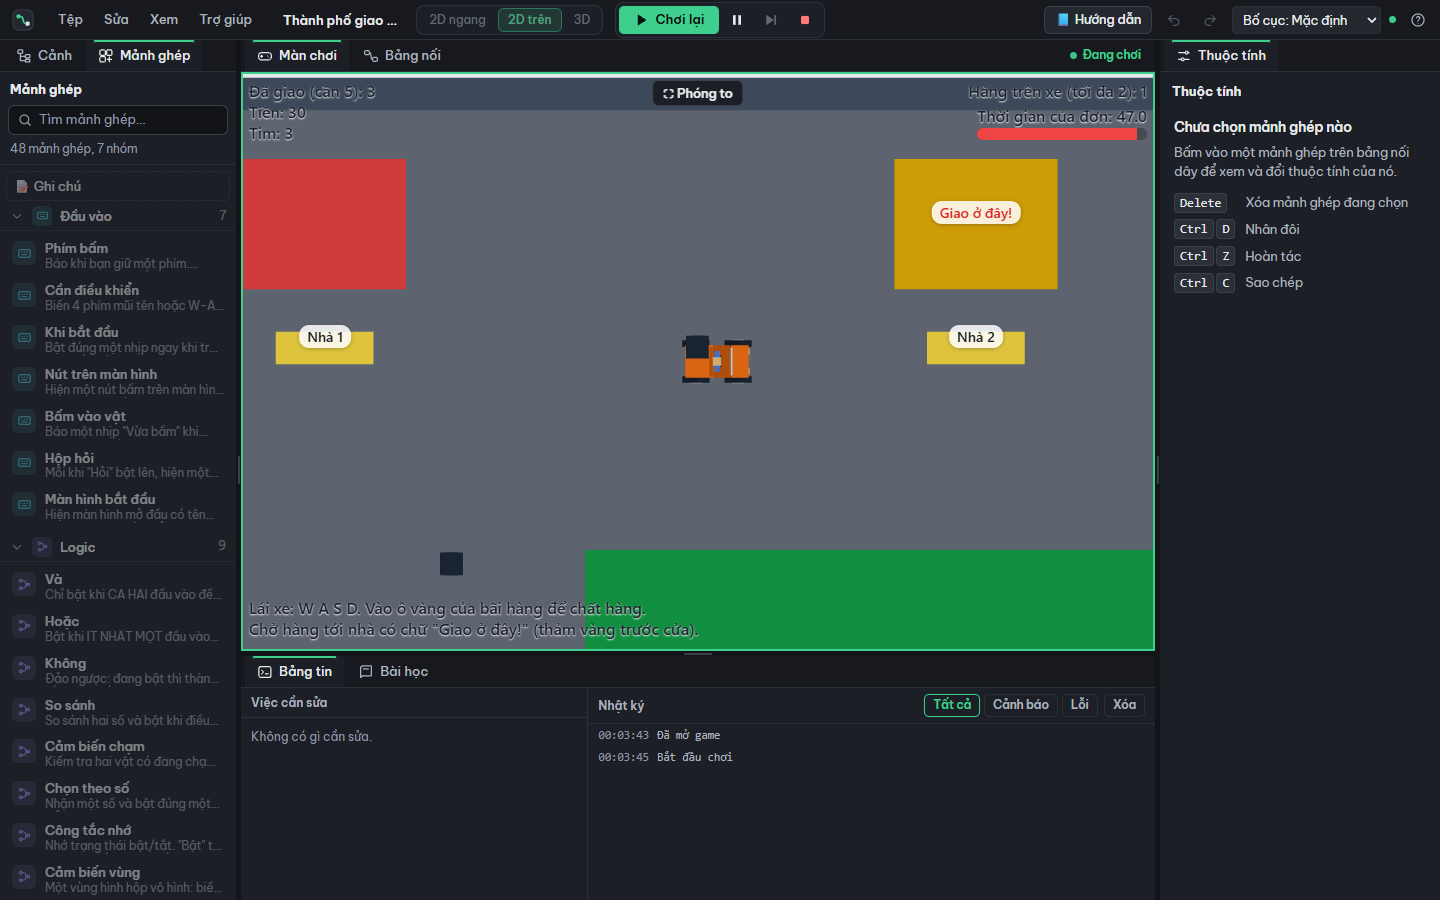 Tệp Sửa Xem Trợ giúp Thành phố giao ... 2D ngang 2D trên 3D Chơi lại Hướng dẫn Bố cục: Mặc định
Cảnh Mảnh ghép
Mảnh ghép
Tìm mảnh ghép...
48 mảnh ghép, 7 nhóm
Ghi chú
Đầu vào 7
Phím bấm
Báo khi bạn giữ một phím....
Cần điều khiển
Biến 4 phím mũi tên hoặc W-A...
Khi bắt đầu
Bật đúng một nhịp ngay khi tr...
Nút trên màn hình
Hiện một nút bấm trên màn hìn...
Bấm vào vật
Báo một nhịp "Vừa bấm" khi...
Hộp hỏi
Mỗi khi "Hỏi" bật lên, hiện một...
Màn hình bắt đầu
Hiện màn hình mở đầu có tên...
Logic 9
Và
Chỉ bật khi CẢ HAI đầu vào đề...
Hoặc
Bật khi ÍT NHẤT MỘT đầu vào...
Không
Đảo ngược: đang bật thì thàn...
So sánh
So sánh hai số và bật khi điều...
Cảm biến chạm
Kiểm tra hai vật có đang chạ...
Chọn theo số
Nhận một số và bật đúng một...
Công tắc nhớ
Nhớ trạng thái bật/tắt. "Bật" t...
Cảm biến vùng
Một vùng hình hộp vô hình: biế...
Màn chơi Bảng nối Đang chơi
Đã giao (cần 5): 3
Tiền: 30
Tim: 3
Phóng to
Hàng trên xe (tối đa 2): 1
Thời gian của đơn: 47.0
Giao ở đây!
Nhà 1
Nhà 2
Lái xe: W A S D. Vào ô vàng của bãi hàng để chất hàng.
Chở hàng tới nhà có chữ "Giao ở đây!" (thảm vàng trước cửa).
Bảng tin Bài học
Việc cần sửa
Không có gì cần sửa.
Nhật ký Tất cả Cảnh báo Lỗi Xóa
00:03:43 Đã mở game
00:03:45 Bắt đầu chơi
Thuộc tính
Thuộc tính
Chưa chọn mảnh ghép nào
Bấm vào một mảnh ghép trên bảng nối
dây để xem và đổi thuộc tính của nó.
Delete Xóa mảnh ghép đang chọn
Ctrl D Nhân đôi
Ctrl Z Hoàn tác
Ctrl C Sao chép